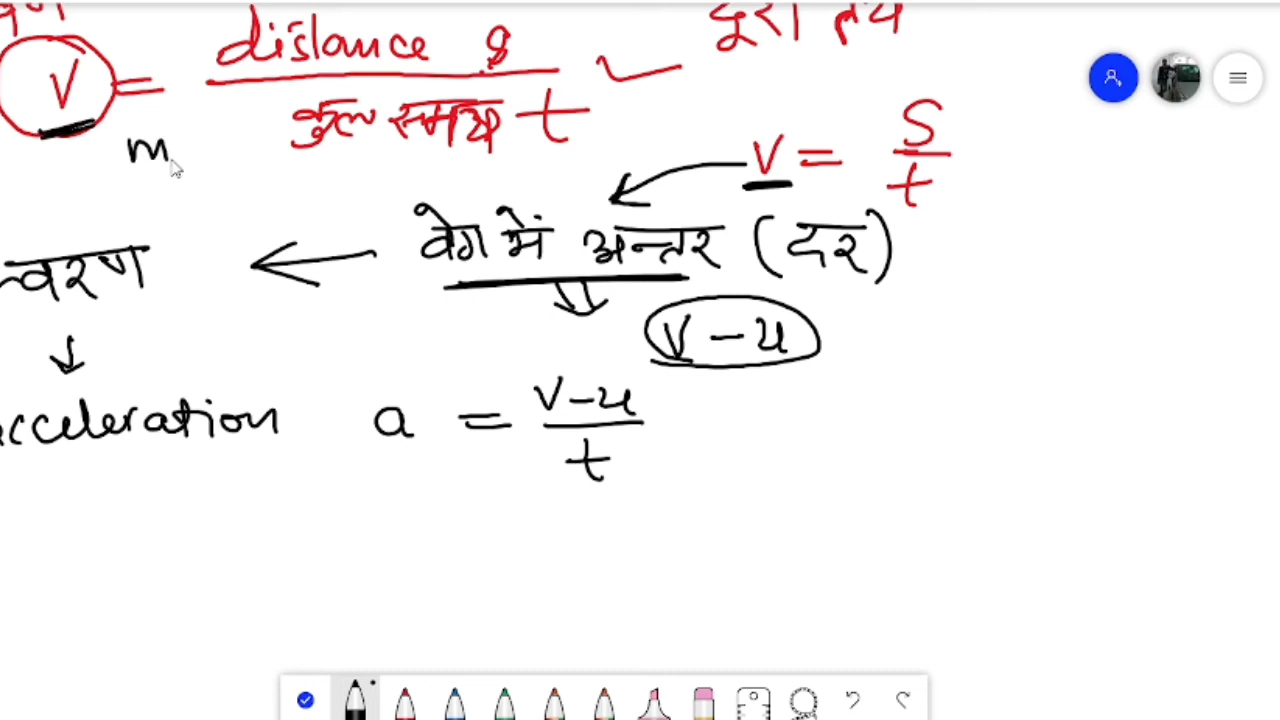 दूरी तय
v = distance s
कुल समय t
m
v = s
t
वेग में अन्तर (दर)
त्वरण
v - u
acceleration a = v-u
t